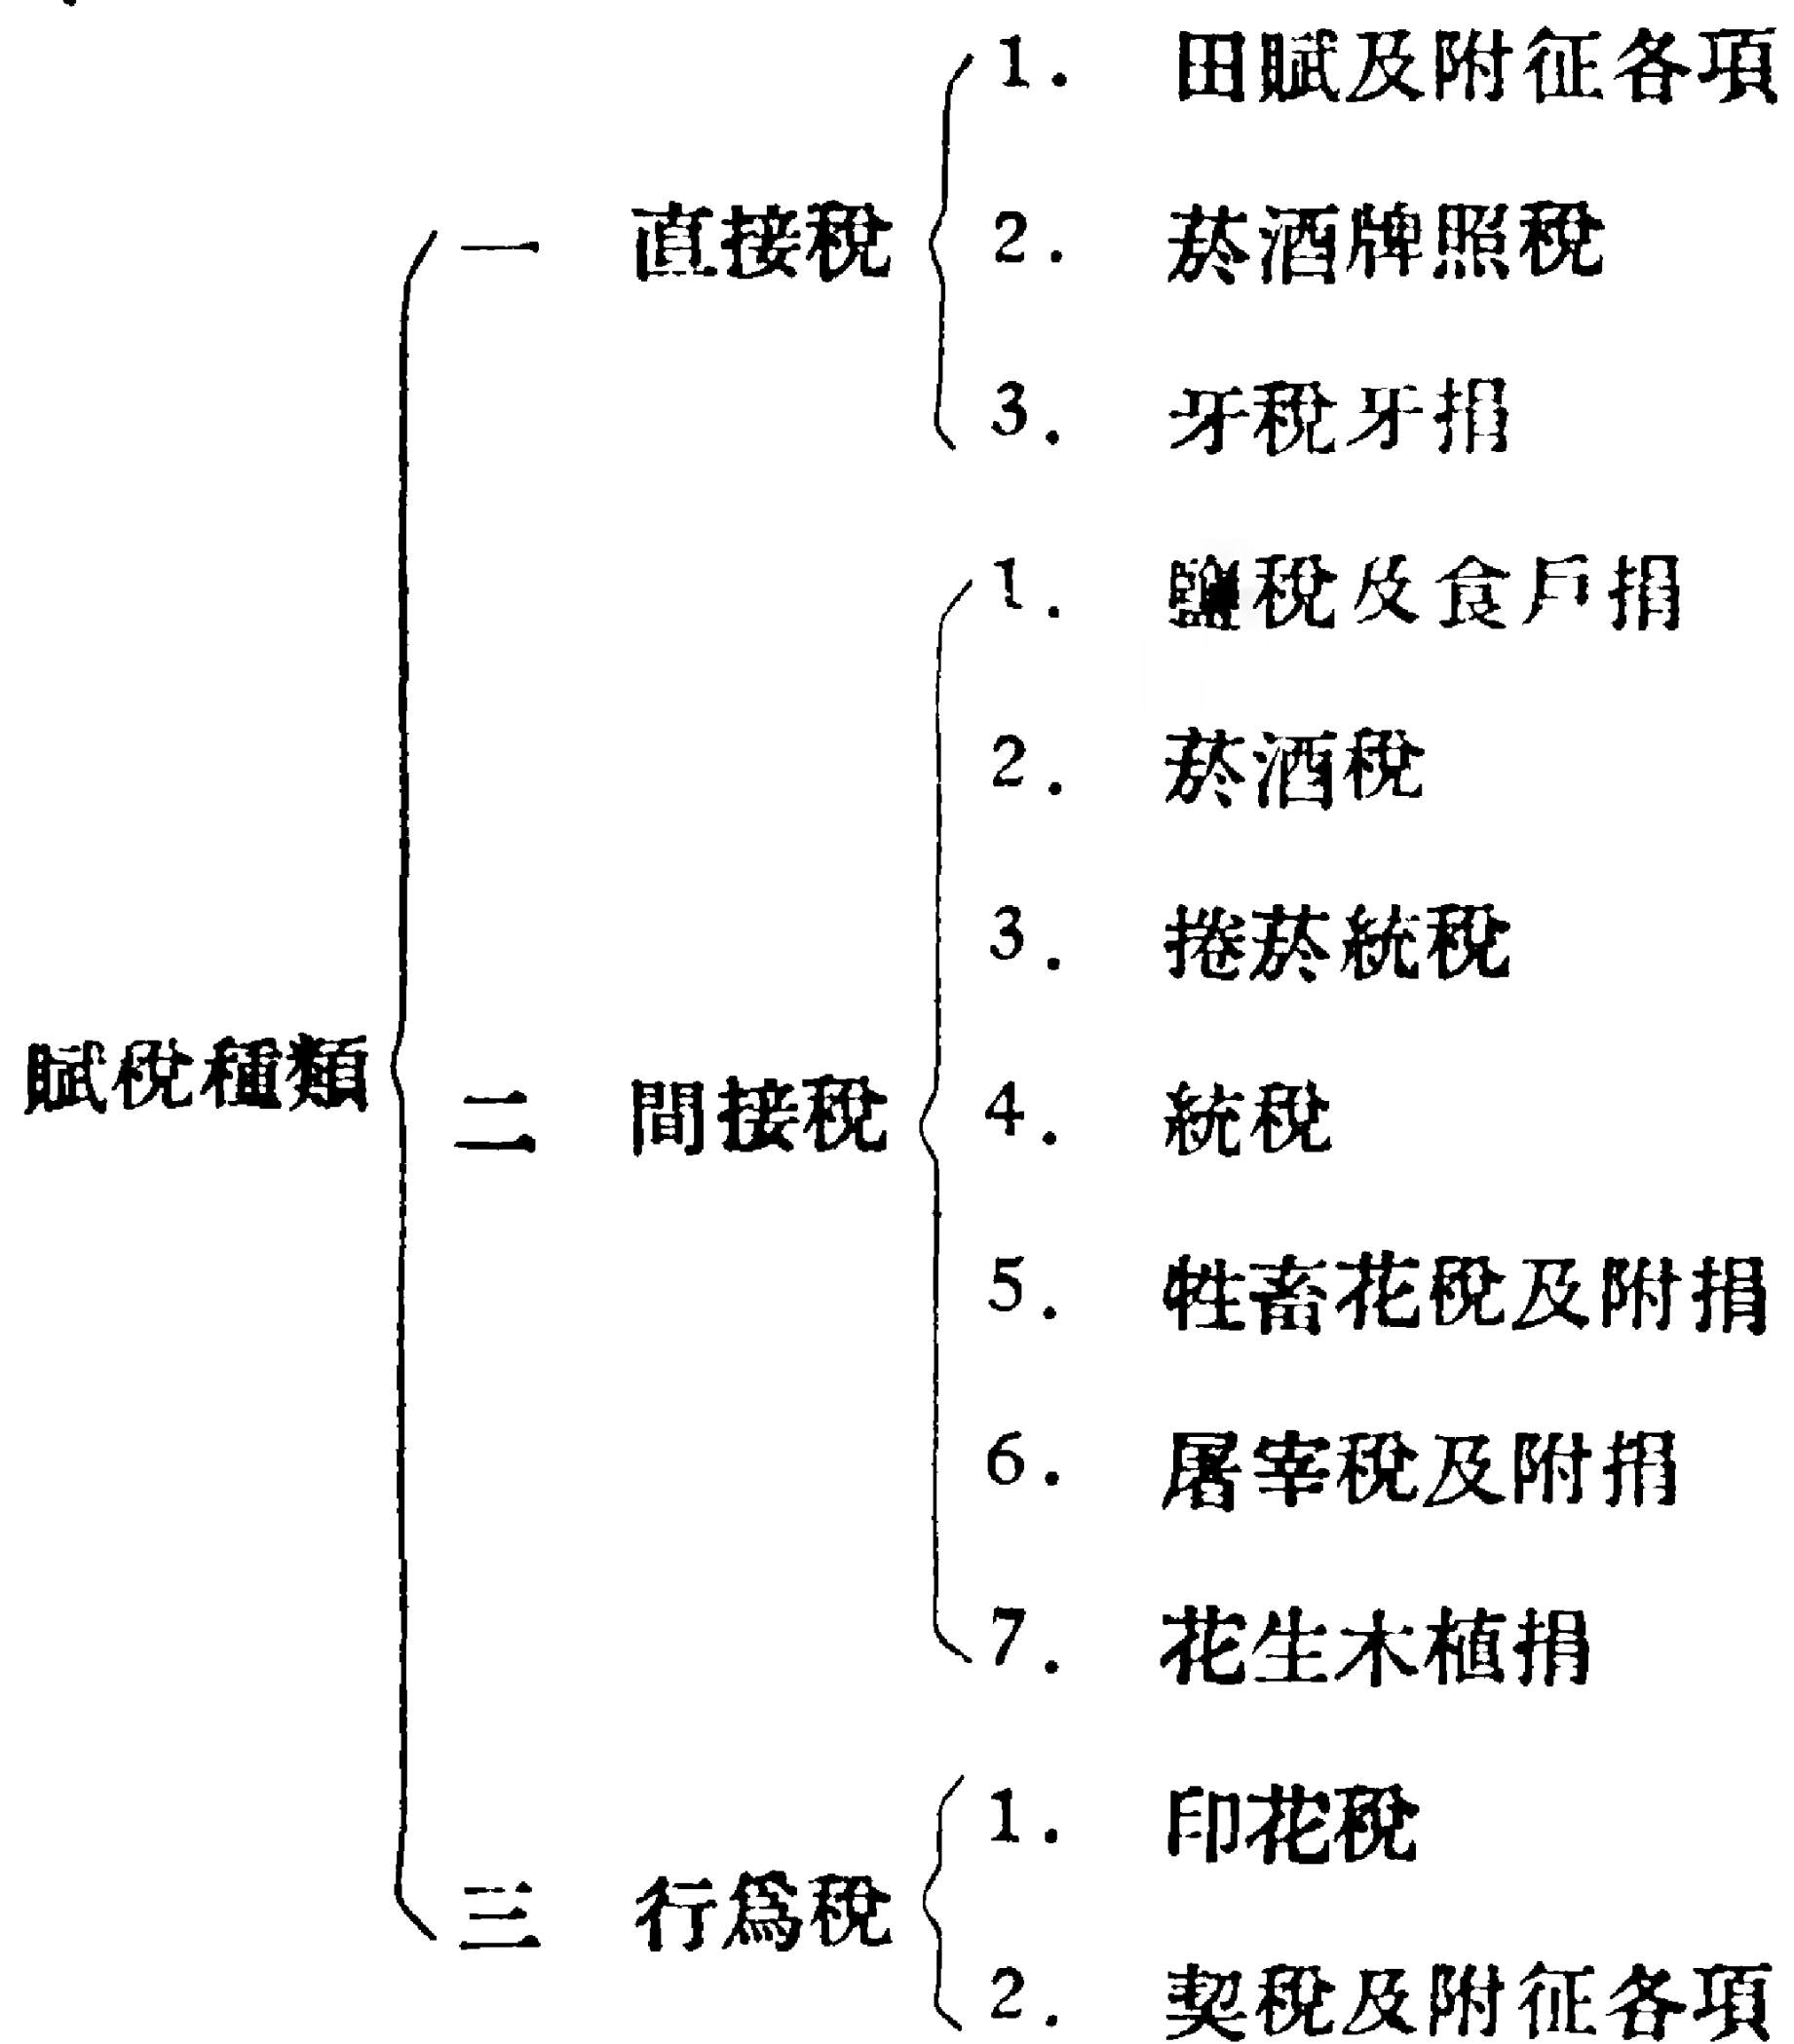 賦稅種類
一 直接稅
1. 田賦及附征各項
2. 菸酒牌照稅
3. 牙稅牙捐
二 間接稅
1. 鹽稅及食戶捐
2. 菸酒稅
3. 捲菸統稅
4. 統稅
5. 牲畜花稅及附捐
6. 屠宰稅及附捐
7. 花生木植捐
三 行爲稅
1. 印花稅
2. 契稅及附征各項